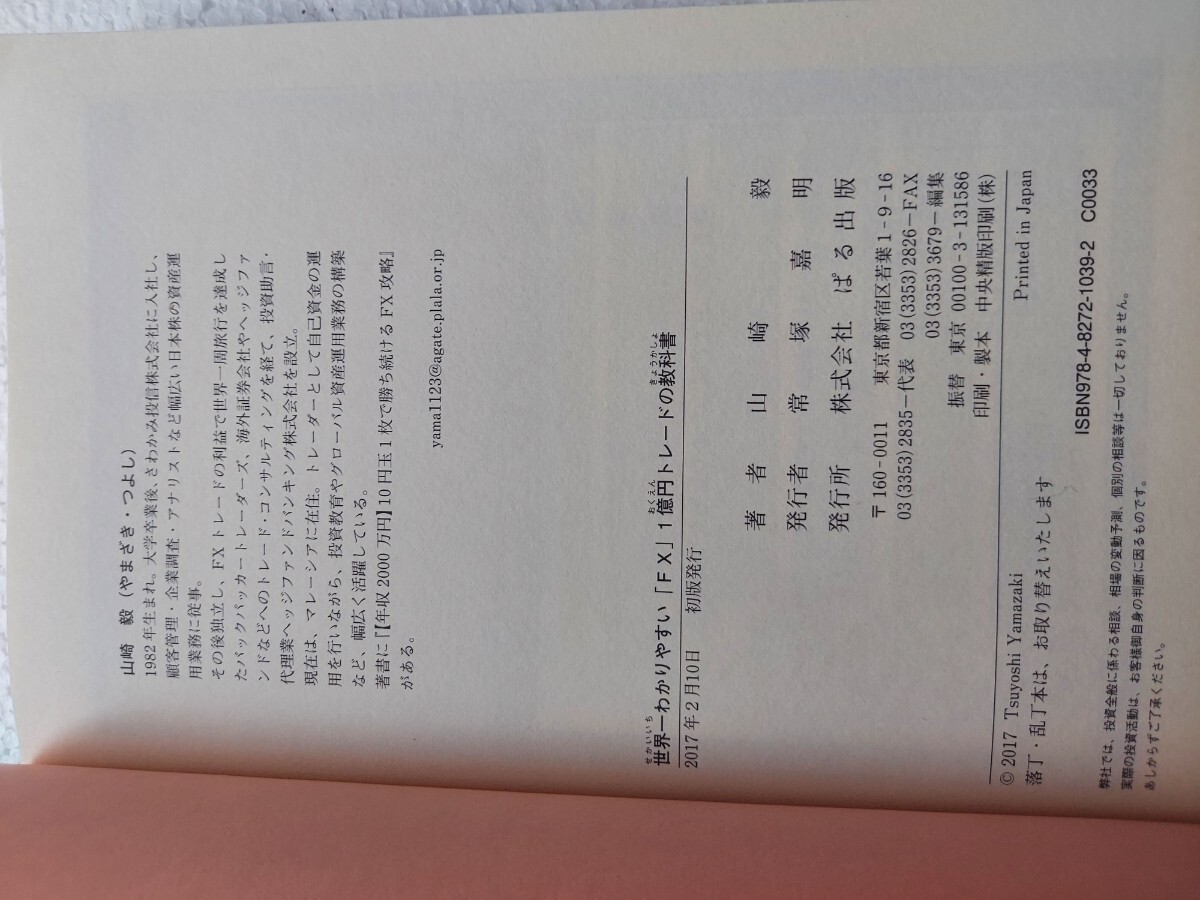 山崎 毅（やまざき・つよし）
1982年生まれ。大学卒業後、さわかみ投信株式会社に入社し、
顧客管理・企業調査・アナリストなど幅広い日本株の資産運
用業務に従事。
その後独立し、FXトレードの利益で世界一周旅行を達成し
たバックパッカートレーダーズ、海外証券会社やヘッジファ
ンドなどへのトレード・コンサルティングを経て、投資助言・
代理業ヘッジファンドバンキング株式会社を設立。
現在は、マレーシアに在住。トレーダーとして自己資金の運
用を行いながら、投資教育やグローバル資産運用業務の構築
など、幅広く活躍している。
著書に『【年収2000万円】10円玉1枚で勝ち続けるFX攻略』
がある。
yama1123@agate.plala.or.jp
せかいいち おくえん きょうかしょ
世界一わかりやすい「FX」1億円トレードの教科書
2017年2月10日 初版発行
著者 山崎毅
発行者 常塚嘉明
発行所 株式会社ぱる出版
〒160-0011 東京都新宿区若葉1-9-16
03(3353)2835－代表 03(3353)2826－FAX
03(3353)3679－編集
振替 東京 00100-3-131586
印刷・製本 中央精版印刷(株)
© 2017 Tsuyoshi Yamazaki Printed in Japan
落丁・乱丁本は、お取り替えいたします
ISBN978-4-8272-1039-2 C0033
弊社では、投資全般に係わる相談、相場の変動予測、個別の相談等は一切しておりません。
実際の投資活動は、お客様御自身の判断に因るものです。
あしからずご了承ください。